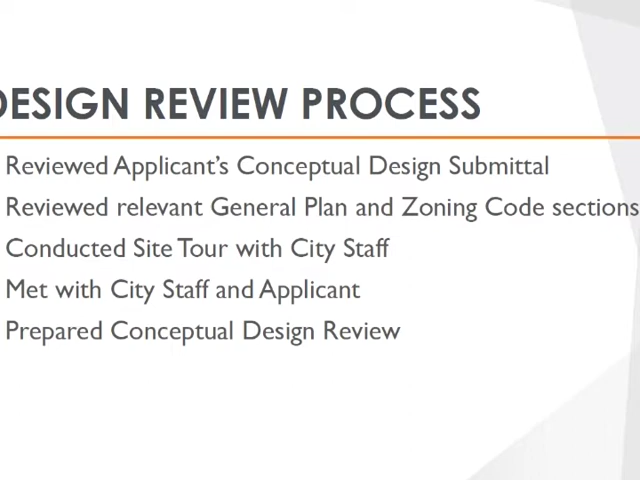 DESIGN REVIEW PROCESS
Reviewed Applicant's Conceptual Design Submittal
Reviewed relevant General Plan and Zoning Code sections
Conducted Site Tour with City Staff
Met with City Staff and Applicant
Prepared Conceptual Design Review